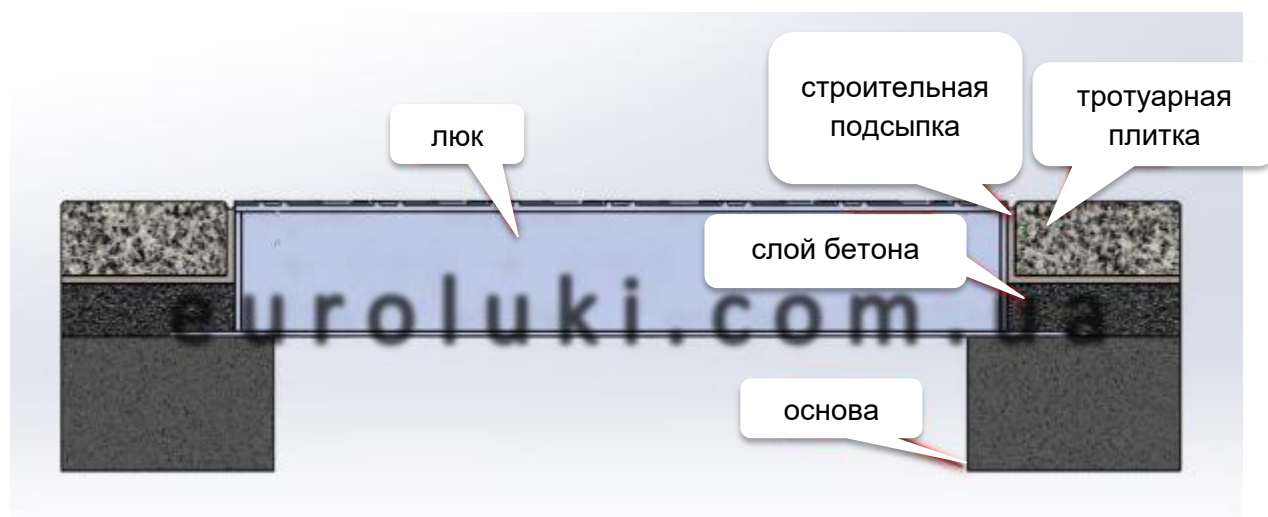 строительная
подсыпка
тротуарная
плитка
люк
слой бетона
euroluki.com.ua
основа